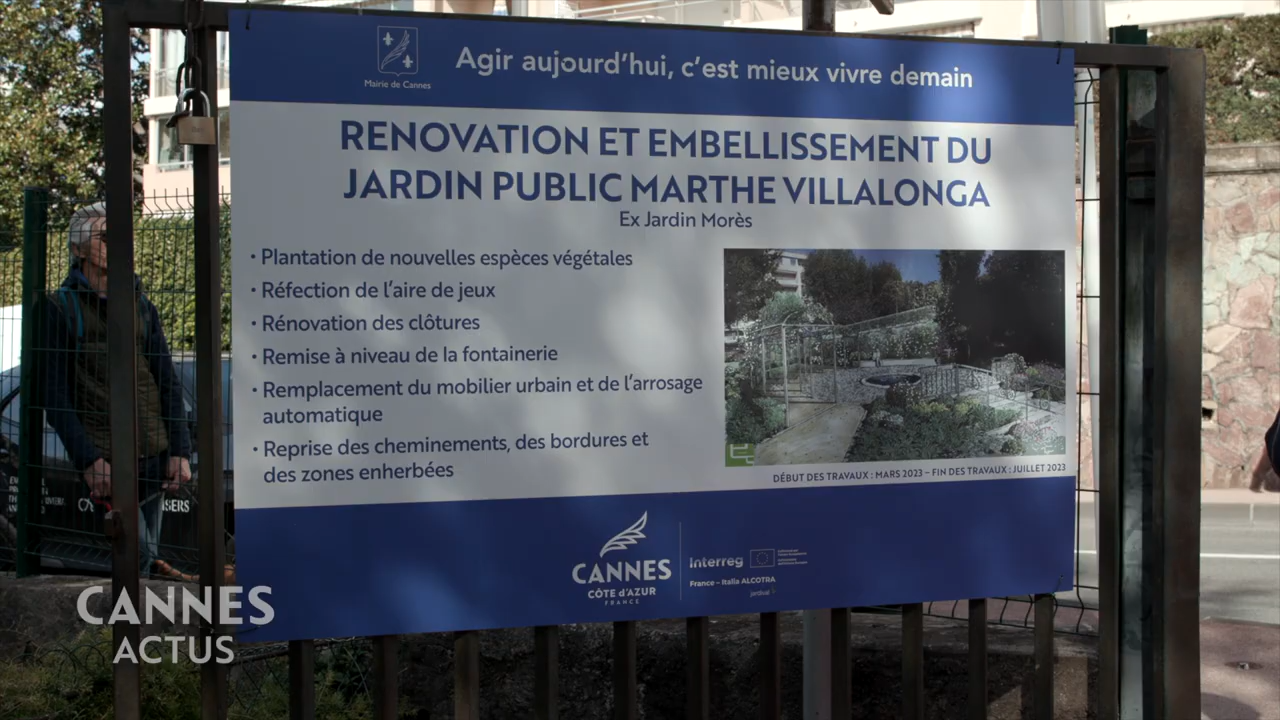 Mairie de Cannes
Agir aujourd'hui, c'est mieux vivre demain
RENOVATION ET EMBELLISSEMENT DU
JARDIN PUBLIC MARTHE VILLALONGA
Ex Jardin Morès
• Plantation de nouvelles espèces végétales
• Réfection de l'aire de jeux
• Rénovation des clôtures
• Remise à niveau de la fontainerie
• Remplacement du mobilier urbain et de l'arrosage
automatique
• Reprise des cheminements, des bordures et
des zones enherbées
DÉBUT DES TRAVAUX : MARS 2023 – FIN DES TRAVAUX : JUILLET 2023
CANNES
CÔTE d'AZUR
FRANCE
Interreg
France – Italia ALCOTRA
CANNES
ACTUS